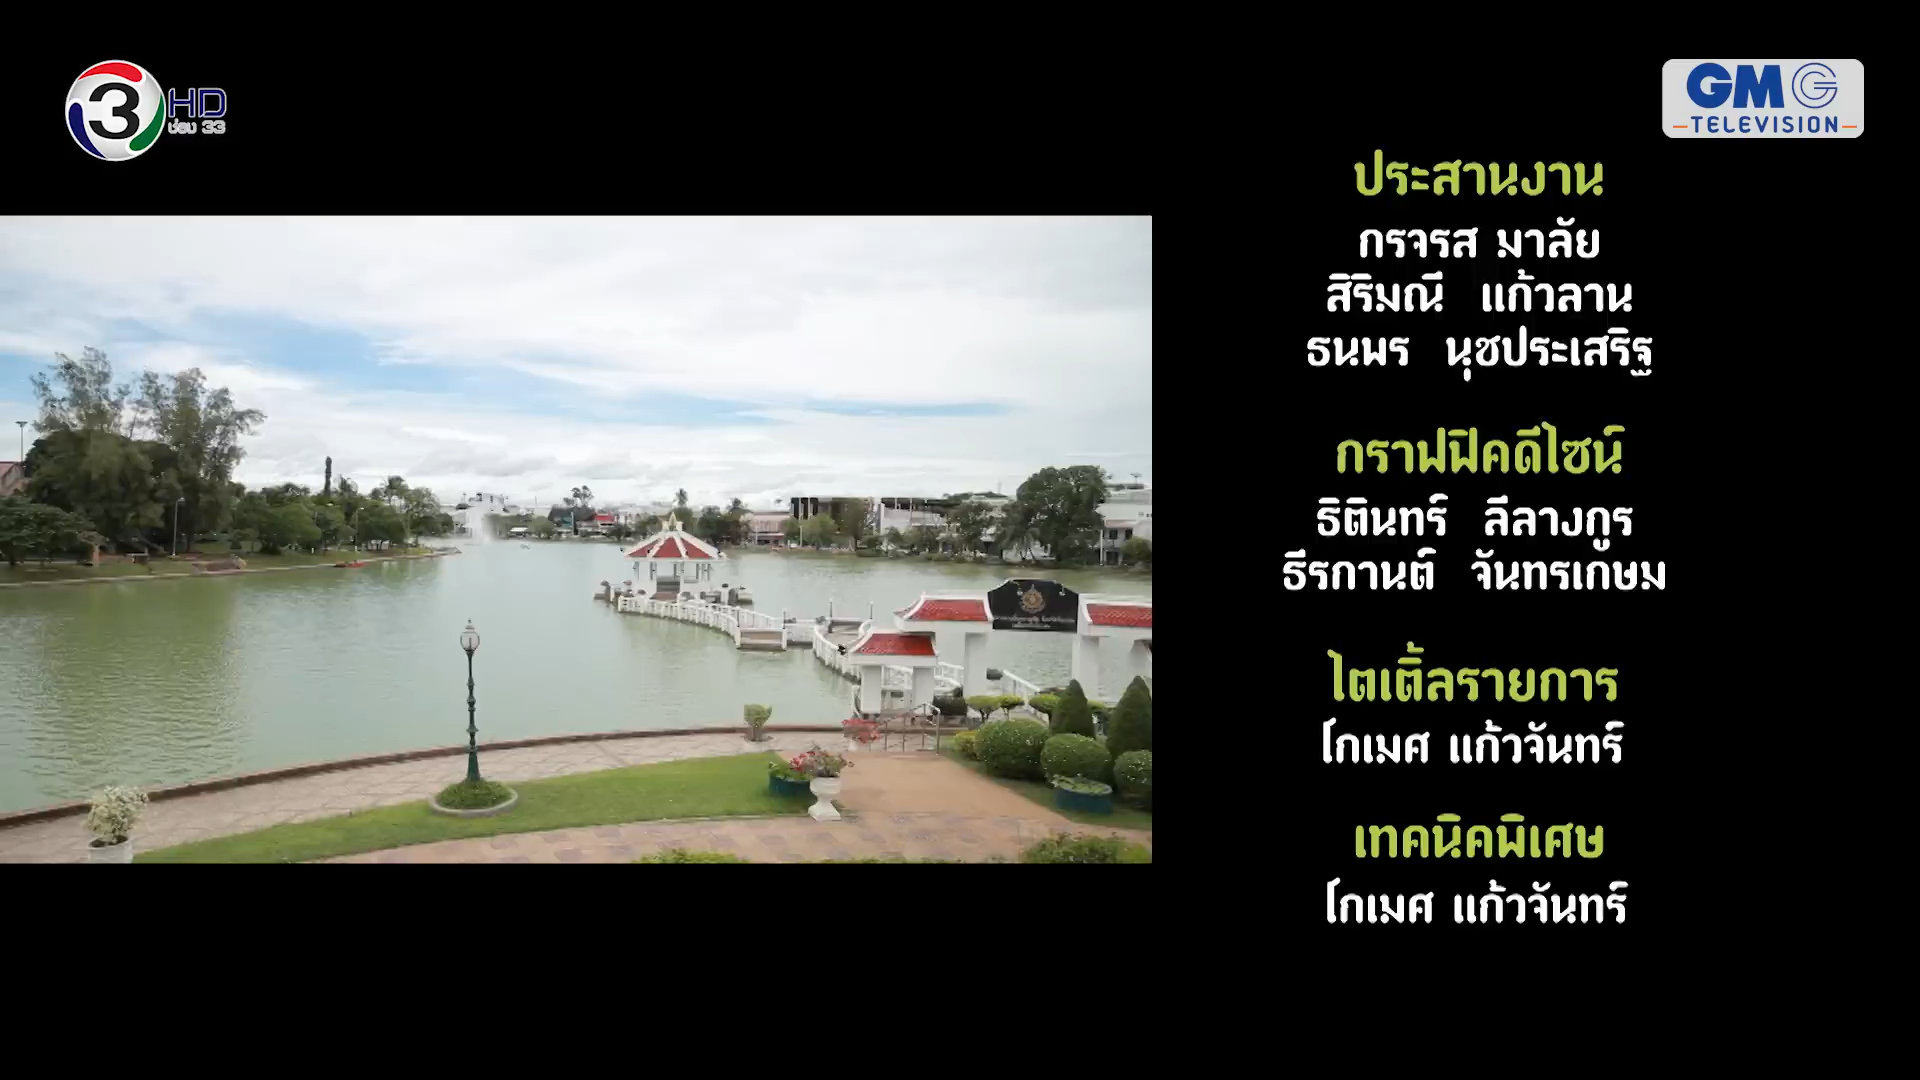 3 HD
ช่อง 33
GMG
TELEVISION
ประสานงาน
กรจรส มาลัย
สิริมณี แก้วลาน
ธนพร นุชประเสริฐ
กราฟฟิคดีไซน์
ธิตินทร์ ลีลางกูร
ธีรกานต์ จันทรเกษม
ไตเติ้ลรายการ
โกเมศ แก้วจันทร์
เทคนิคพิเศษ
โกเมศ แก้วจันทร์